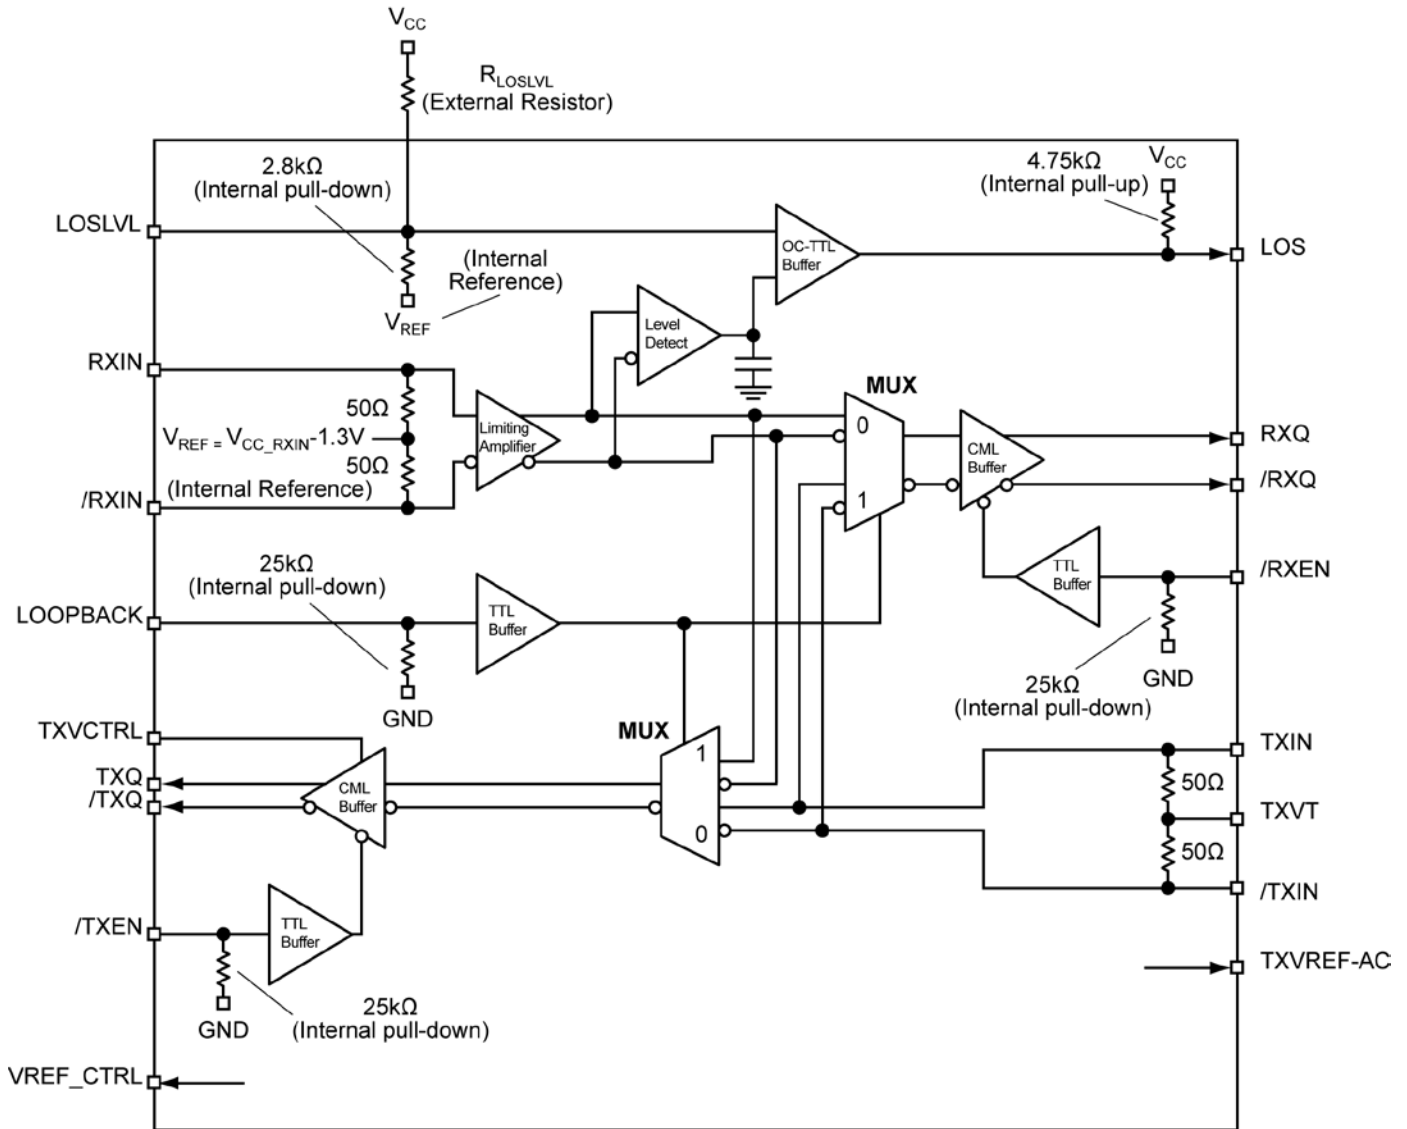 VCC
RLOSLVL
(External Resistor)
2.8kΩ
(Internal pull-down)
4.75kΩ
(Internal pull-up)
VCC
LOSLVL
OC-TTL
Buffer
LOS
(Internal
Reference)
VREF
Level
Detect
RXIN
50Ω
VREF = VCC_RXIN-1.3V
50Ω
(Internal Reference)
/RXIN
Limiting
Amplifier
MUX
0
1
CML
Buffer
RXQ
/RXQ
25kΩ
(Internal pull-down)
LOOPBACK
TTL
Buffer
GND
TTL
Buffer
/RXEN
GND
25kΩ
(Internal pull-down)
MUX
1
0
TXVCTRL
TXQ
/TXQ
CML
Buffer
TXIN
50Ω
TXVT
50Ω
/TXIN
/TXEN
TTL
Buffer
GND
25kΩ
(Internal pull-down)
TXVREF-AC
VREF_CTRL